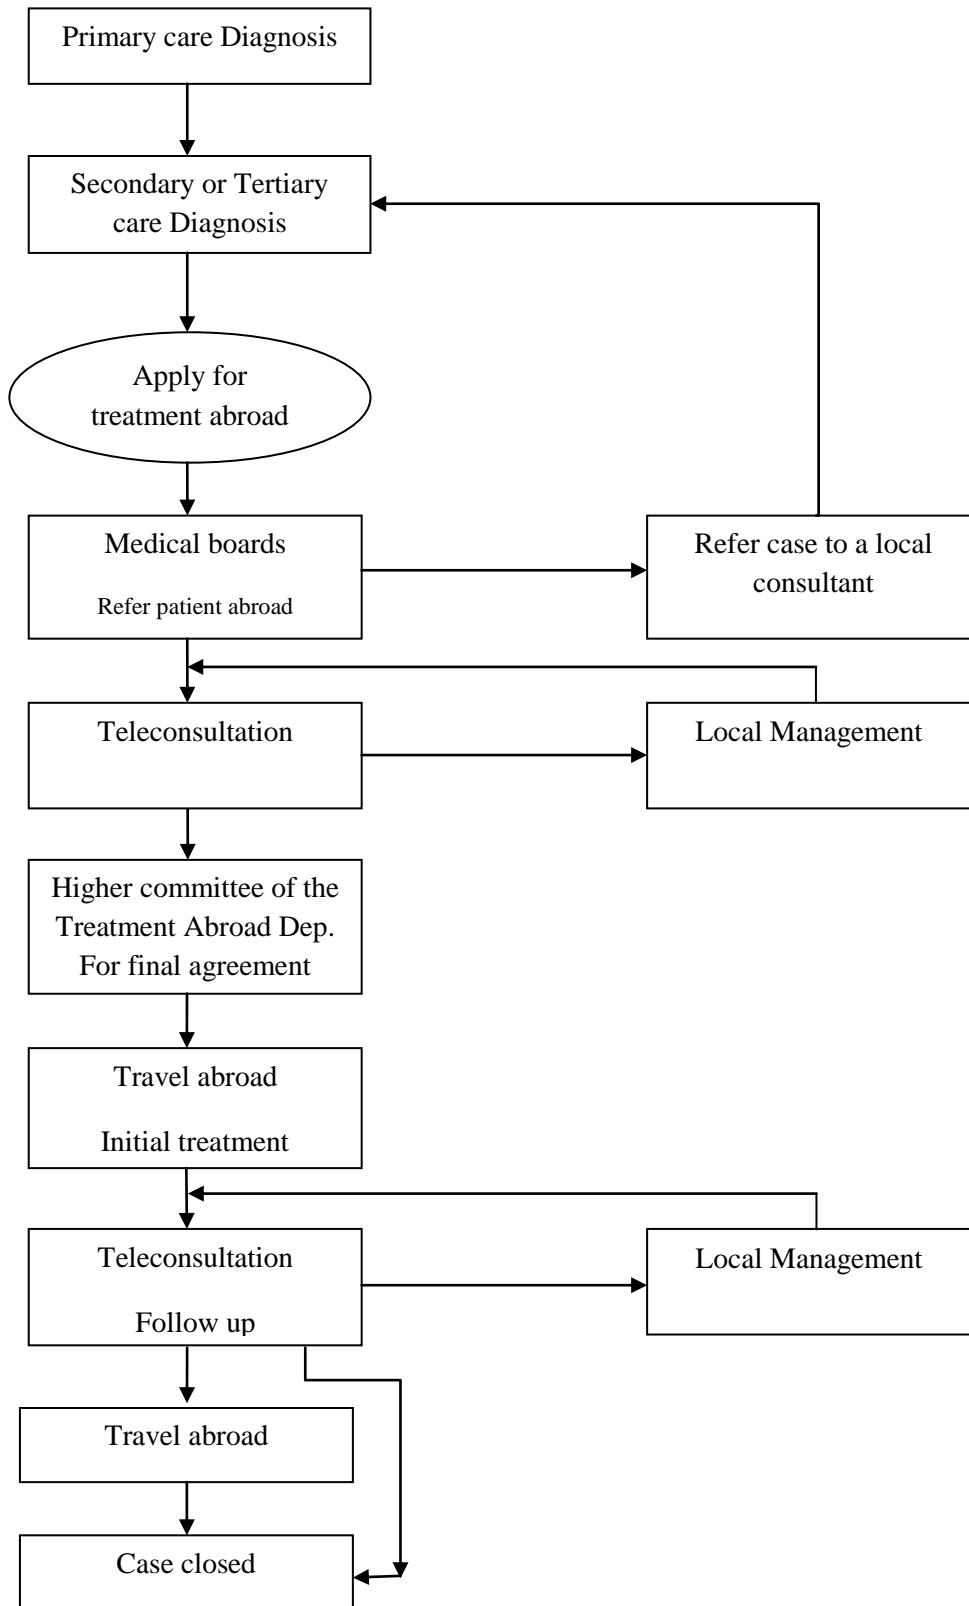 Primary care Diagnosis
Secondary or Tertiary
care Diagnosis
Apply for
treatment abroad
Medical boards
Refer patient abroad
Refer case to a local
consultant
Teleconsultation
Local Management
Higher committee of the
Treatment Abroad Dep.
For final agreement
Travel abroad
Initial treatment
Teleconsultation
Follow up
Local Management
Travel abroad
Case closed